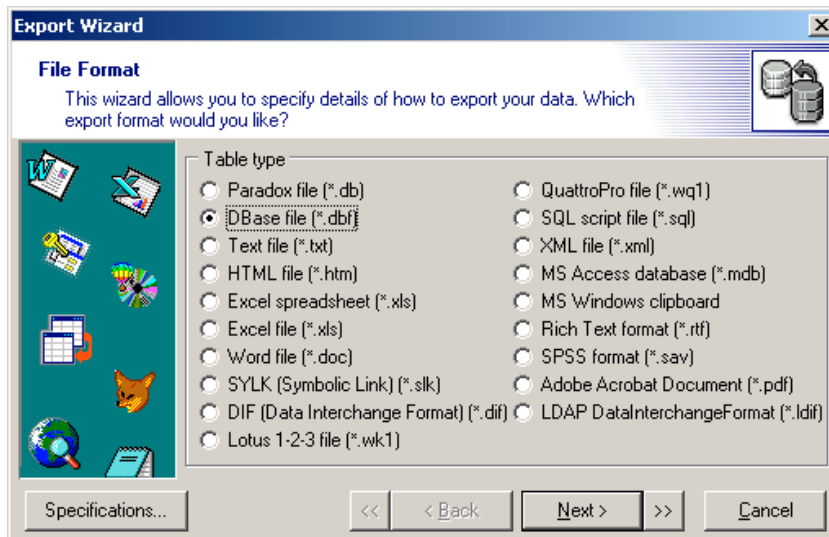 Export Wizard
File Format
This wizard allows you to specify details of how to export your data. Which
export format would you like?
Table type
Paradox file (*.db)
DBase file (*.dbf)
Text file (*.txt)
HTML file (*.htm)
Excel spreadsheet (*.xls)
Excel file (*.xls)
Word file (*.doc)
SYLK (Symbolic Link) (*.slk)
DIF (Data Interchange Format) (*.dif)
Lotus 1-2-3 file (*.wk1)
QuattroPro file (*.wq1)
SQL script file (*.sql)
XML file (*.xml)
MS Access database (*.mdb)
MS Windows clipboard
Rich Text format (*.rtf)
SPSS format (*.sav)
Adobe Acrobat Document (*.pdf)
LDAP DataInterchangeFormat (*.ldif)
Specifications...
<<
< Back
Next >
>>
Cancel